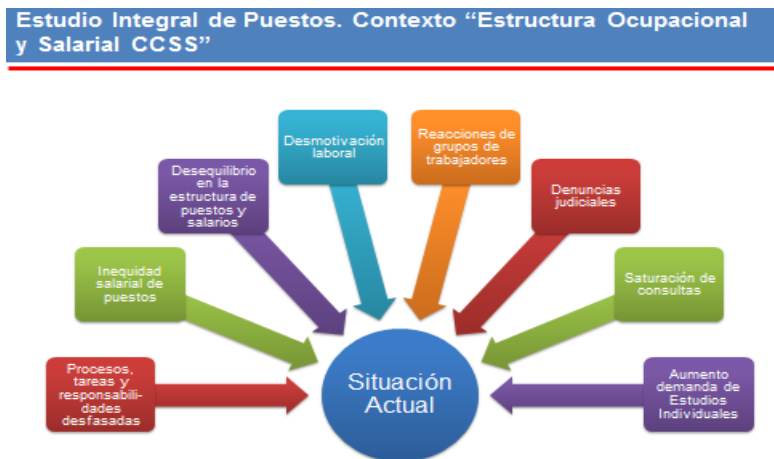 Estudio Integral de Puestos. Contexto “Estructura Ocupacional
y Salarial CCSS”
Procesos,
tareas y
responsabili-
dades
desfasadas
Inequidad
salarial de
puestos
Desequilibrio
en la
estructura de
puestos y
salarios
Desmotivación
laboral
Reacciones de
grupos de
trabajadores
Denuncias
judiciales
Saturación de
consultas
Aumento
demanda de
Estudios
Individuales
Situación
Actual